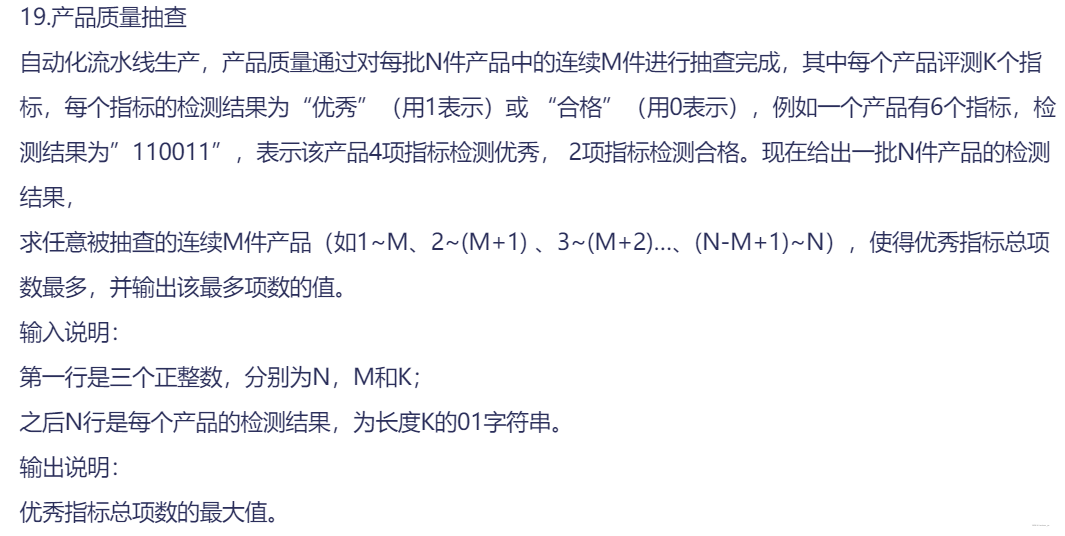 19.产品质量抽查
自动化流水线生产，产品质量通过对每批N件产品中的连续M件进行抽查完成，其中每个产品评测K个指
标，每个指标的检测结果为“优秀”（用1表示）或 “合格”（用0表示），例如一个产品有6个指标，检
测结果为”110011”，表示该产品4项指标检测优秀， 2项指标检测合格。现在给出一批N件产品的检测
结果，
求任意被抽查的连续M件产品（如1~M、2~(M+1) 、3~(M+2)...、(N-M+1)~N），使得优秀指标总项
数最多，并输出该最多项数的值。
输入说明：
第一行是三个正整数，分别为N，M和K；
之后N行是每个产品的检测结果，为长度K的01字符串。
输出说明：
优秀指标总项数的最大值。